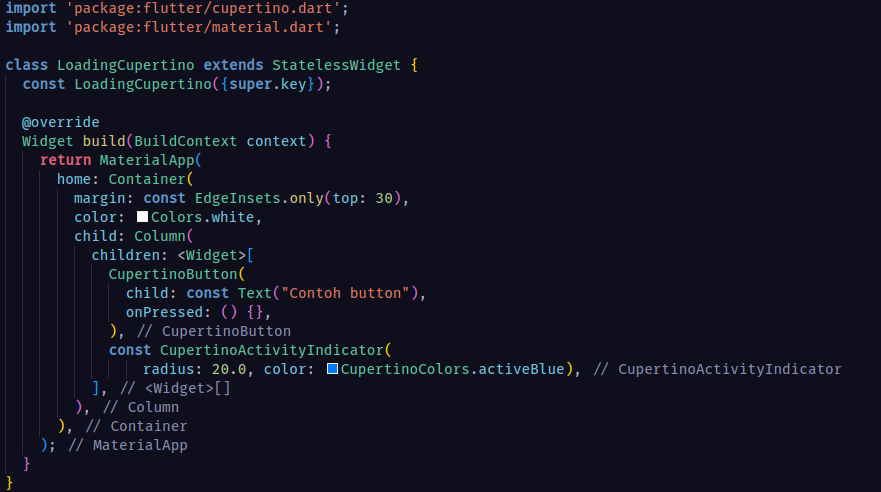 import 'package:flutter/cupertino.dart';
import 'package:flutter/material.dart';

class LoadingCupertino extends StatelessWidget {
  const LoadingCupertino({super.key});

  @override
  Widget build(BuildContext context) {
    return MaterialApp(
      home: Container(
        margin: const EdgeInsets.only(top: 30),
        color: Colors.white,
        child: Column(
          children: <Widget>[
            CupertinoButton(
              child: const Text("Contoh button"),
              onPressed: () {},
            ), // CupertinoButton
            const CupertinoActivityIndicator(
                radius: 20.0, color: CupertinoColors.activeBlue), // CupertinoActivityIndicator
          ], // <Widget>[]
        ), // Column
      ), // Container
    ); // MaterialApp
  }
}